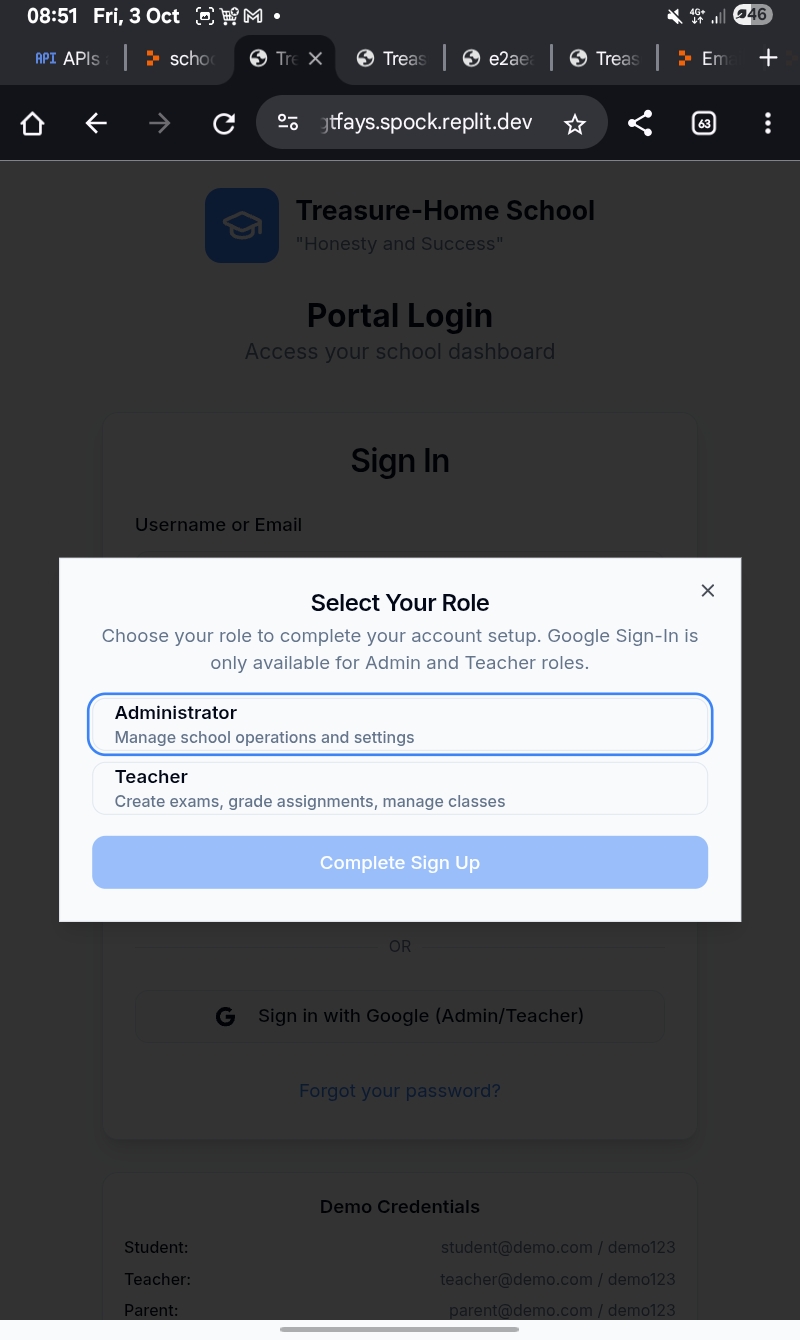 08:51 Fri, 3 Oct
4G+
46
API APIs
schoo
Tre
Treas
e2ae
Treas
Em
gtfays.spock.replit.dev
63
Treasure-Home School
"Honesty and Success"
Portal Login
Access your school dashboard
Sign In
Username or Email
Select Your Role
Choose your role to complete your account setup. Google Sign-In is
only available for Admin and Teacher roles.
Administrator
Manage school operations and settings
Teacher
Create exams, grade assignments, manage classes
Complete Sign Up
OR
G Sign in with Google (Admin/Teacher)
Forgot your password?
Demo Credentials
Student: student@demo.com / demo123
Teacher: teacher@demo.com / demo123
Parent: parent@demo.com / demo123